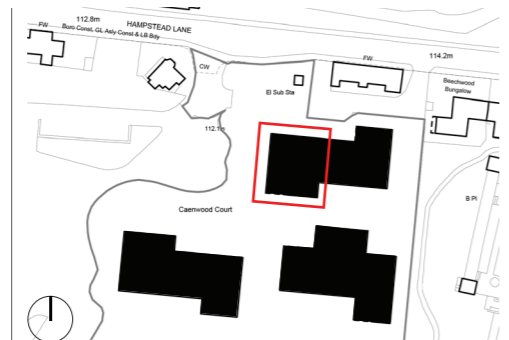 112.8m
HAMPSTEAD LANE
FW
Boro Const, GL Asly Const & LB Bdy
114.2m
FW
CW
El Sub Sta
Beechwood
Bungalow
112.1m
B Pl
Caenwood Court